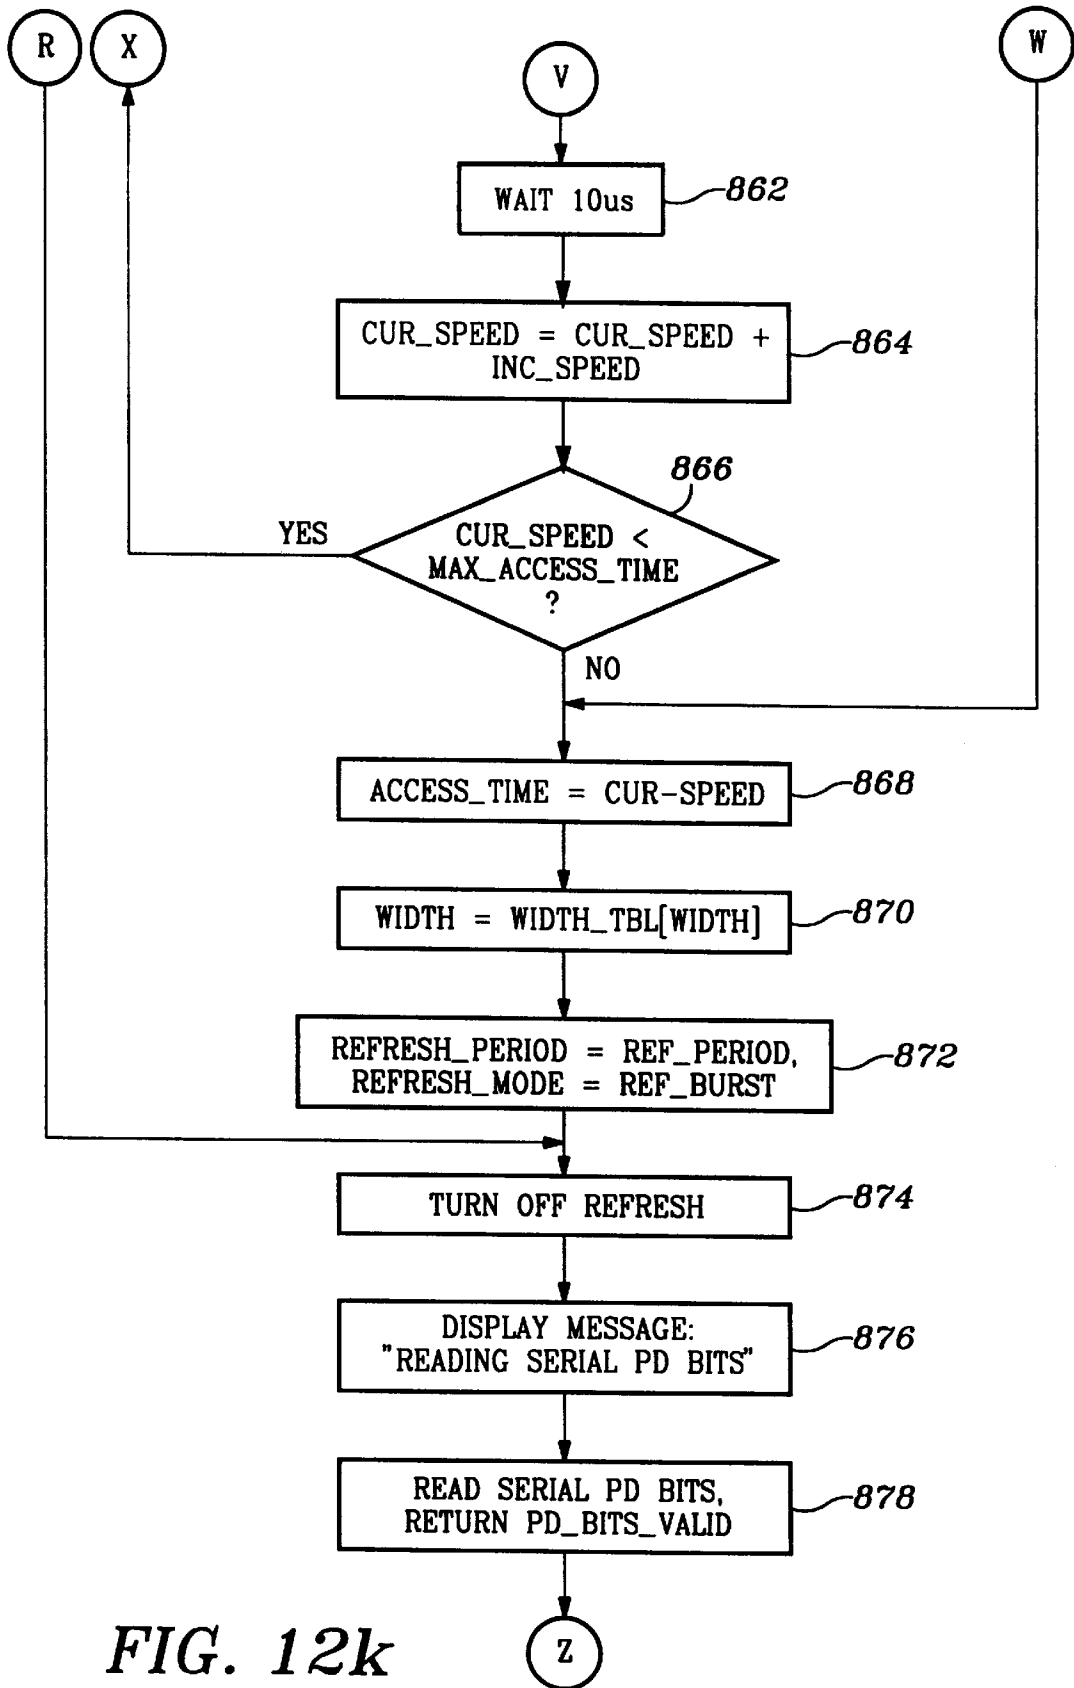 R
X
V
W
WAIT 10us
862
CUR_SPEED = CUR_SPEED +
INC_SPEED
864
866
CUR_SPEED <
MAX_ACCESS_TIME
?
YES
NO
ACCESS_TIME = CUR-SPEED
868
WIDTH = WIDTH_TBL[WIDTH]
870
REFRESH_PERIOD = REF_PERIOD,
REFRESH_MODE = REF_BURST
872
TURN OFF REFRESH
874
DISPLAY MESSAGE:
"READING SERIAL PD BITS"
876
READ SERIAL PD BITS,
RETURN PD_BITS_VALID
878
Z
FIG. 12k